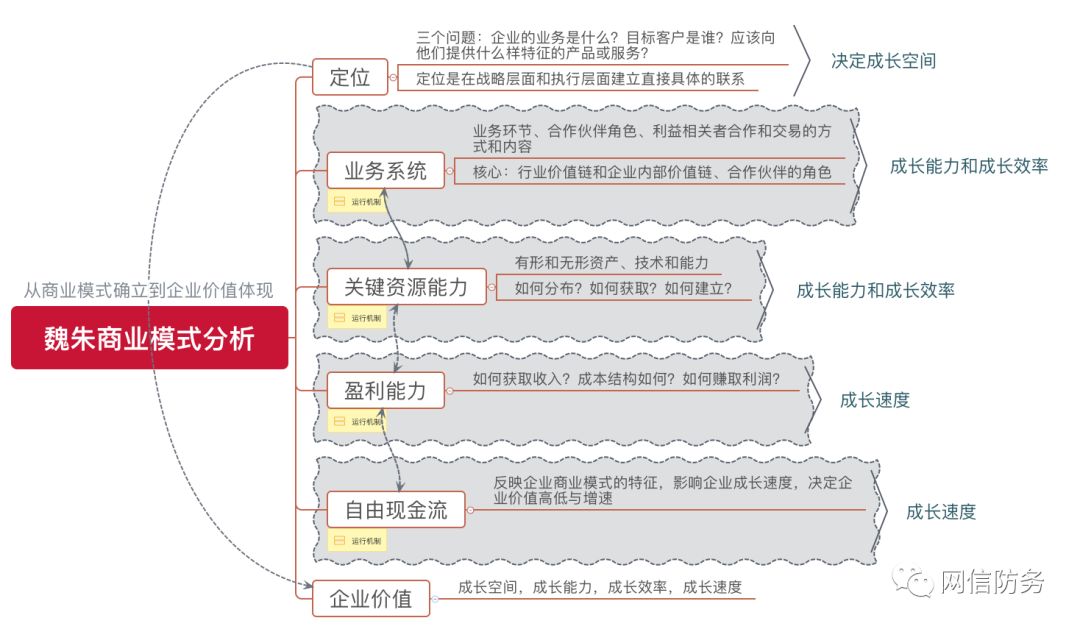 三个问题：企业的业务是什么？目标客户是谁？应该向
他们提供什么样特征的产品或服务？
定位
定位是在战略层面和执行层面建立直接具体的联系
决定成长空间
业务环节、合作伙伴角色、利益相关者合作和交易的方
式和内容
业务系统
核心：行业价值链和企业内部价值链、合作伙伴的角色
运行机制
成长能力和成长效率
有形和无形资产、技术和能力
关键资源能力
如何分布？如何获取？如何建立？
运行机制
成长能力和成长效率
从商业模式确立到企业价值体现
魏朱商业模式分析
如何获取收入？成本结构如何？如何赚取利润？
盈利能力
运行机制
成长速度
反映企业商业模式的特征，影响企业成长速度，决定企
业价值高低与增速
自由现金流
运行机制
成长速度
企业价值
成长空间，成长能力，成长效率，成长速度
网信防务